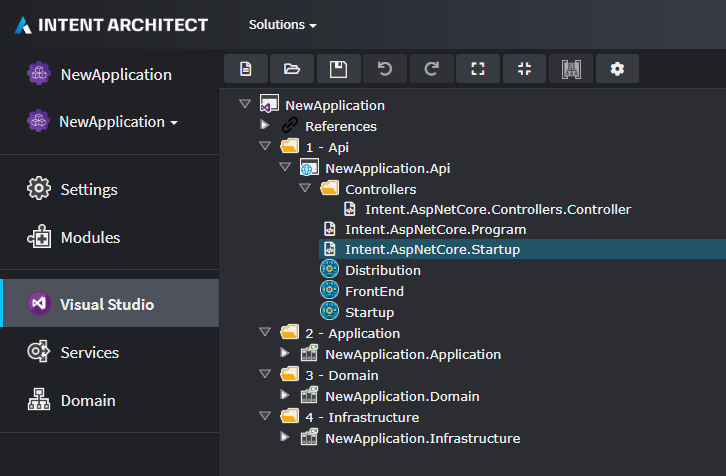 INTENT ARCHITECT
Solutions
NewApplication
NewApplication
Settings
Modules
Visual Studio
Services
Domain
NewApplication
References
1 - Api
NewApplication.Api
Controllers
Intent.AspNetCore.Controllers.Controller
Intent.AspNetCore.Program
Intent.AspNetCore.Startup
Distribution
FrontEnd
Startup
2 - Application
NewApplication.Application
3 - Domain
NewApplication.Domain
4 - Infrastructure
NewApplication.Infrastructure